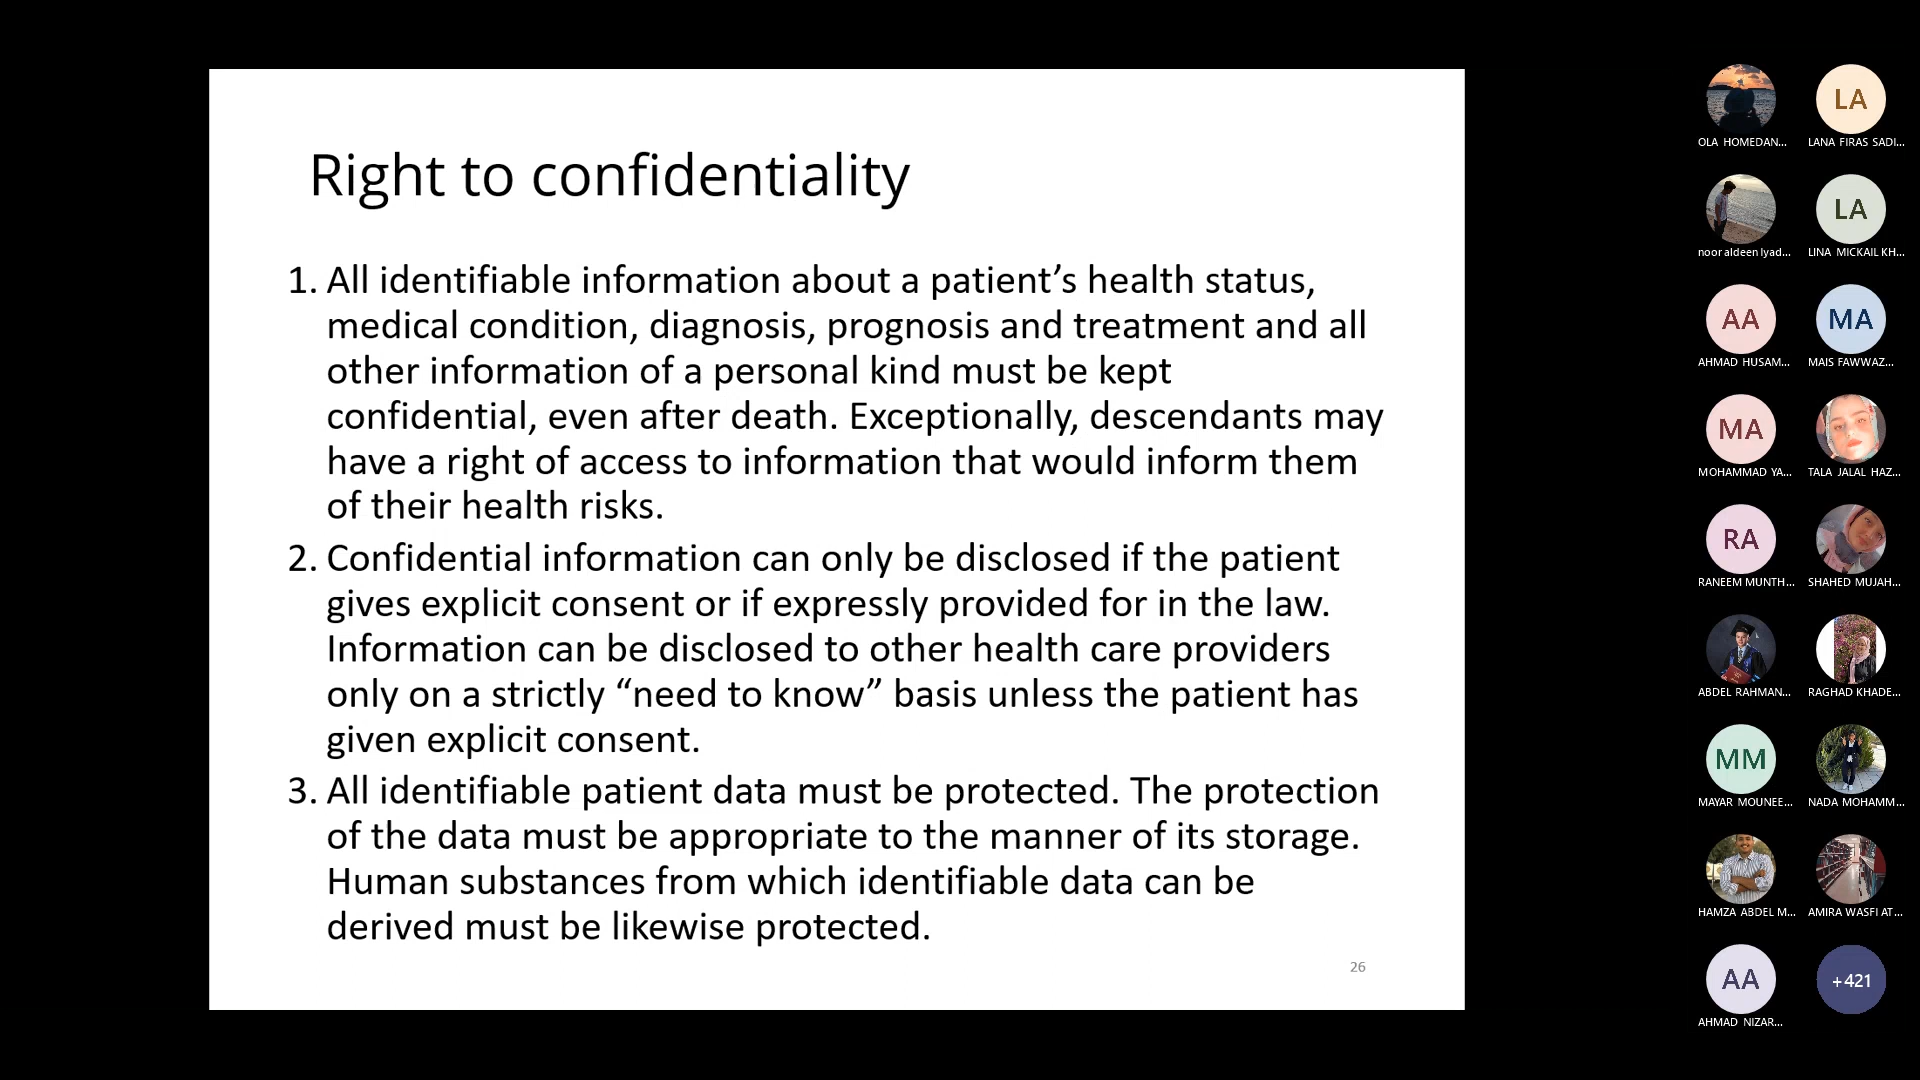 Right to confidentiality
1. All identifiable information about a patient’s health status,
medical condition, diagnosis, prognosis and treatment and all
other information of a personal kind must be kept
confidential, even after death. Exceptionally, descendants may
have a right of access to information that would inform them
of their health risks.
2. Confidential information can only be disclosed if the patient
gives explicit consent or if expressly provided for in the law.
Information can be disclosed to other health care providers
only on a strictly “need to know” basis unless the patient has
given explicit consent.
3. All identifiable patient data must be protected. The protection
of the data must be appropriate to the manner of its storage.
Human substances from which identifiable data can be
derived must be likewise protected.
26
LA
OLA HOMEDAN...
LANA FIRAS SADI...
LA
noor aldeen Iyad...
LINA MICKAIL KH...
AA
MA
AHMAD HUSAM...
MAIS FAWWAZ...
MA
MOHAMMAD YA...
TALA JALAL HAZ...
RA
RANEEM MUNTH...
SHAHED MUJAH...
ABDEL RAHMAN...
RAGHAD KHADE...
MM
MAYAR MOUNEE...
NADA MOHAMM...
HAMZA ABDEL M...
AMIRA WASFI AT...
AA
+421
AHMAD NIZAR...